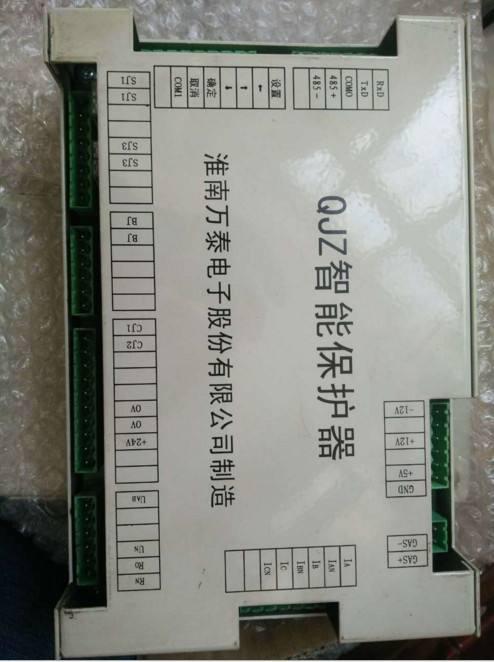 QJZ智能保护器
淮南万泰电子股份有限公司制造
RxD
TxD
COMO
485+
485-
设置
←
↑
↓
确定
取消
COM1
SJ1
SJ1
SJ3
SJ3
BJ
BJ
CJ1
CJ2
0V
0V
+24V
UAB
UN
RO
RN
-12V
+12V
+5V
GND
GAS-
GAS+
IA
IAN
IB
IBN
IC
ICN